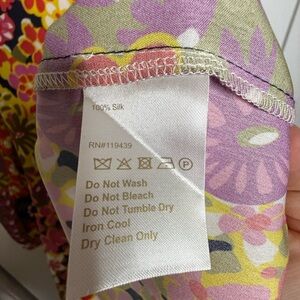 100% Silk
RN#119439
P
Do Not Wash
Do Not Bleach
Do Not Tumble Dry
Iron Cool
Dry Clean Only